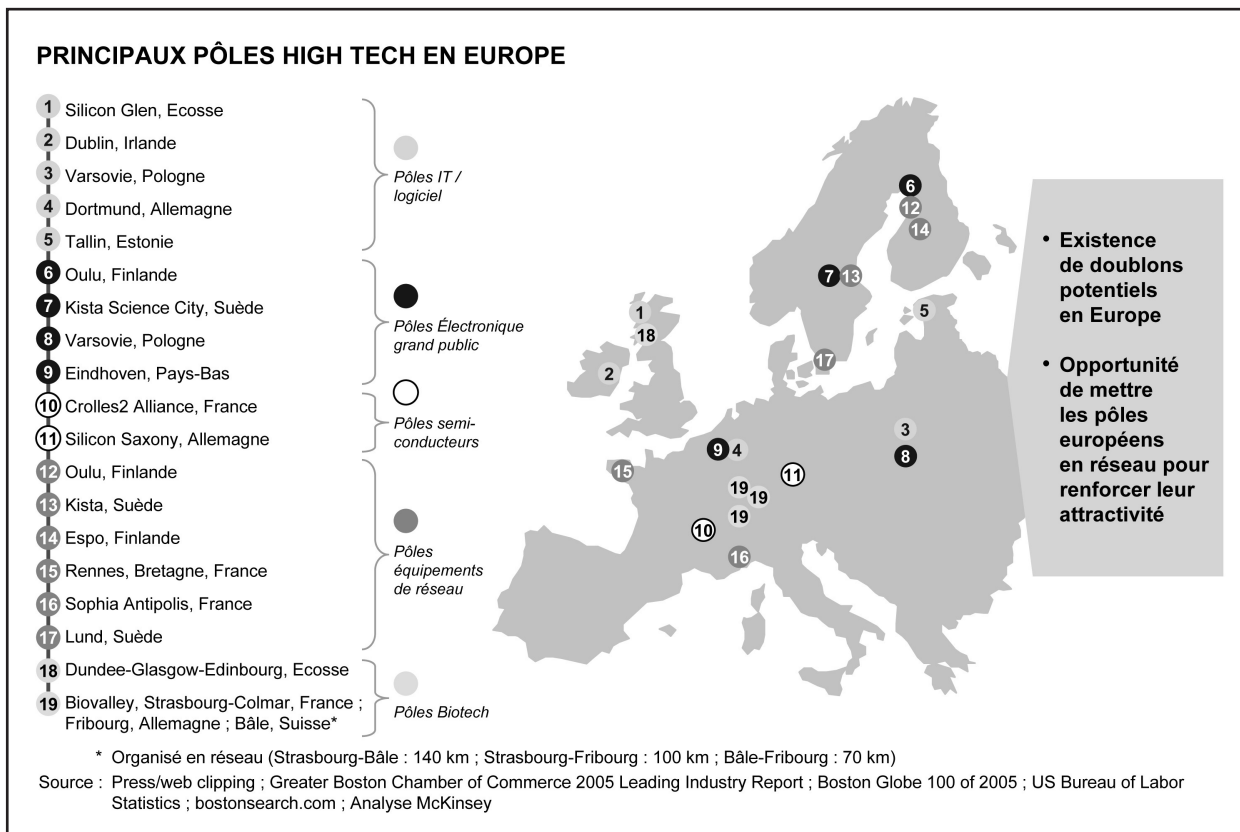 PRINCIPAUX PÔLES HIGH TECH EN EUROPE
1 Silicon Glen, Ecosse
2 Dublin, Irlande
3 Varsovie, Pologne
4 Dortmund, Allemagne
5 Tallin, Estonie
6 Oulu, Finlande
7 Kista Science City, Suède
8 Varsovie, Pologne
9 Eindhoven, Pays-Bas
10 Crolles2 Alliance, France
11 Silicon Saxony, Allemagne
12 Oulu, Finlande
13 Kista, Suède
14 Espo, Finlande
15 Rennes, Bretagne, France
16 Sophia Antipolis, France
17 Lund, Suède
18 Dundee-Glasgow-Edinbourg, Ecosse
19 Biovalley, Strasbourg-Colmar, France ;
Fribourg, Allemagne ; Bâle, Suisse*
Pôles IT /
logiciel
Pôles Électronique
grand public
Pôles semi-
conducteurs
Pôles
équipements
de réseau
Pôles Biotech
6
12
14
7 13
1
18
5
2
17
3
8
9 4
15
11
19
19
19
10
16
• Existence
de doublons
potentiels
en Europe
• Opportunité
de mettre
les pôles
européens
en réseau pour
renforcer leur
attractivité
* Organisé en réseau (Strasbourg-Bâle : 140 km ; Strasbourg-Fribourg : 100 km ; Bâle-Fribourg : 70 km)
Source : Press/web clipping ; Greater Boston Chamber of Commerce 2005 Leading Industry Report ; Boston Globe 100 of 2005 ; US Bureau of Labor
Statistics ; bostonsearch.com ; Analyse McKinsey